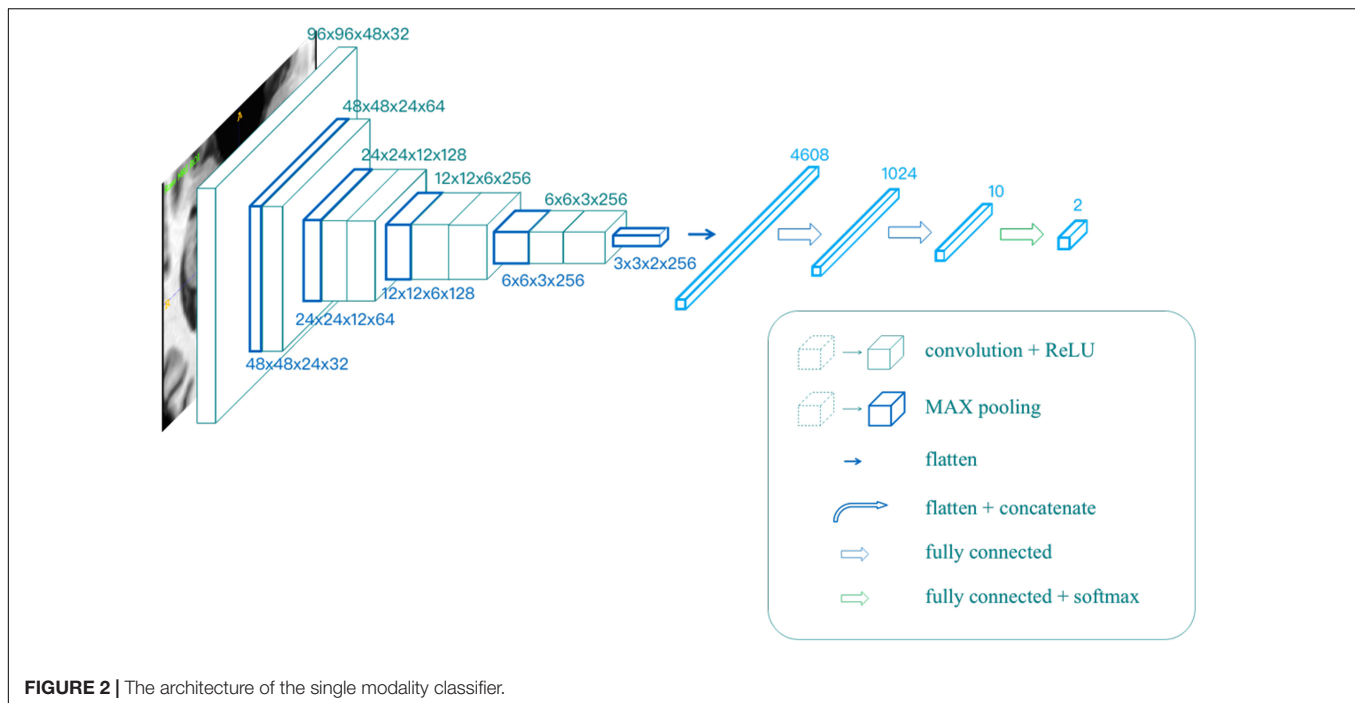 96x96x48x32
48x48x24x64
24x24x12x128
12x12x6x256
6x6x3x256
3x3x2x256
6x6x3x256
12x12x6x128
24x24x12x64
48x48x24x32
4608
1024
10
2
convolution + ReLU
MAX pooling
flatten
flatten + concatenate
fully connected
fully connected + softmax
FIGURE 2 | The architecture of the single modality classifier.